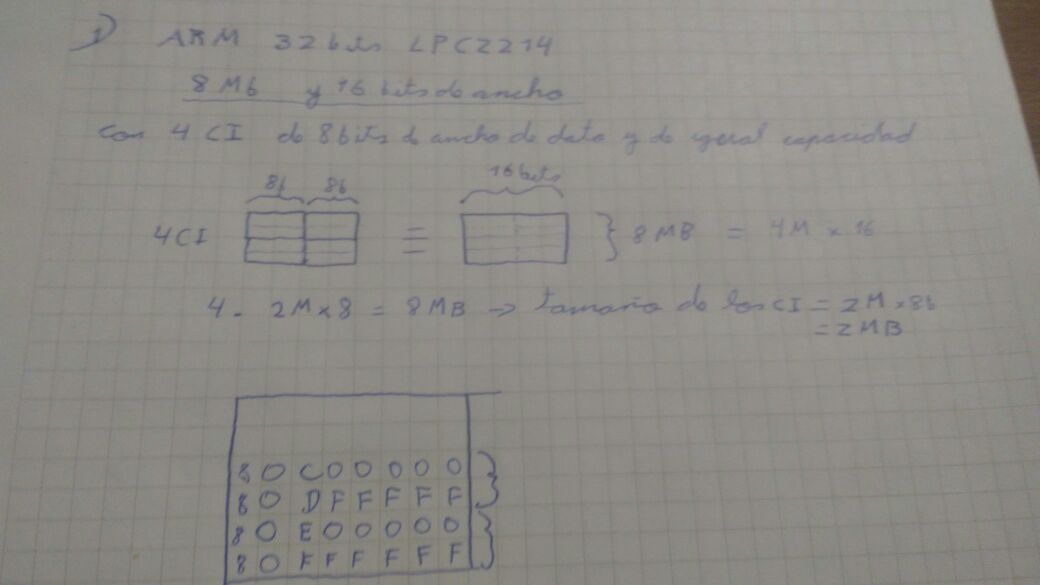 1) ARM 32 bits LPC2214
8 Mb y 16 bits de ancho
con 4 CI de 8 bits de ancho de dato y de igual capacidad
8b 8b 16 bits
4CI ≡ } 8 MB = 4M x 16
4 - 2M x 8 = 8 MB → tamaño de los CI = 2M x 8b
= 2 MB
8 0 C 0 0 0 0 0
8 0 D F F F F F
8 0 E 0 0 0 0 0
8 0 F F F F F F